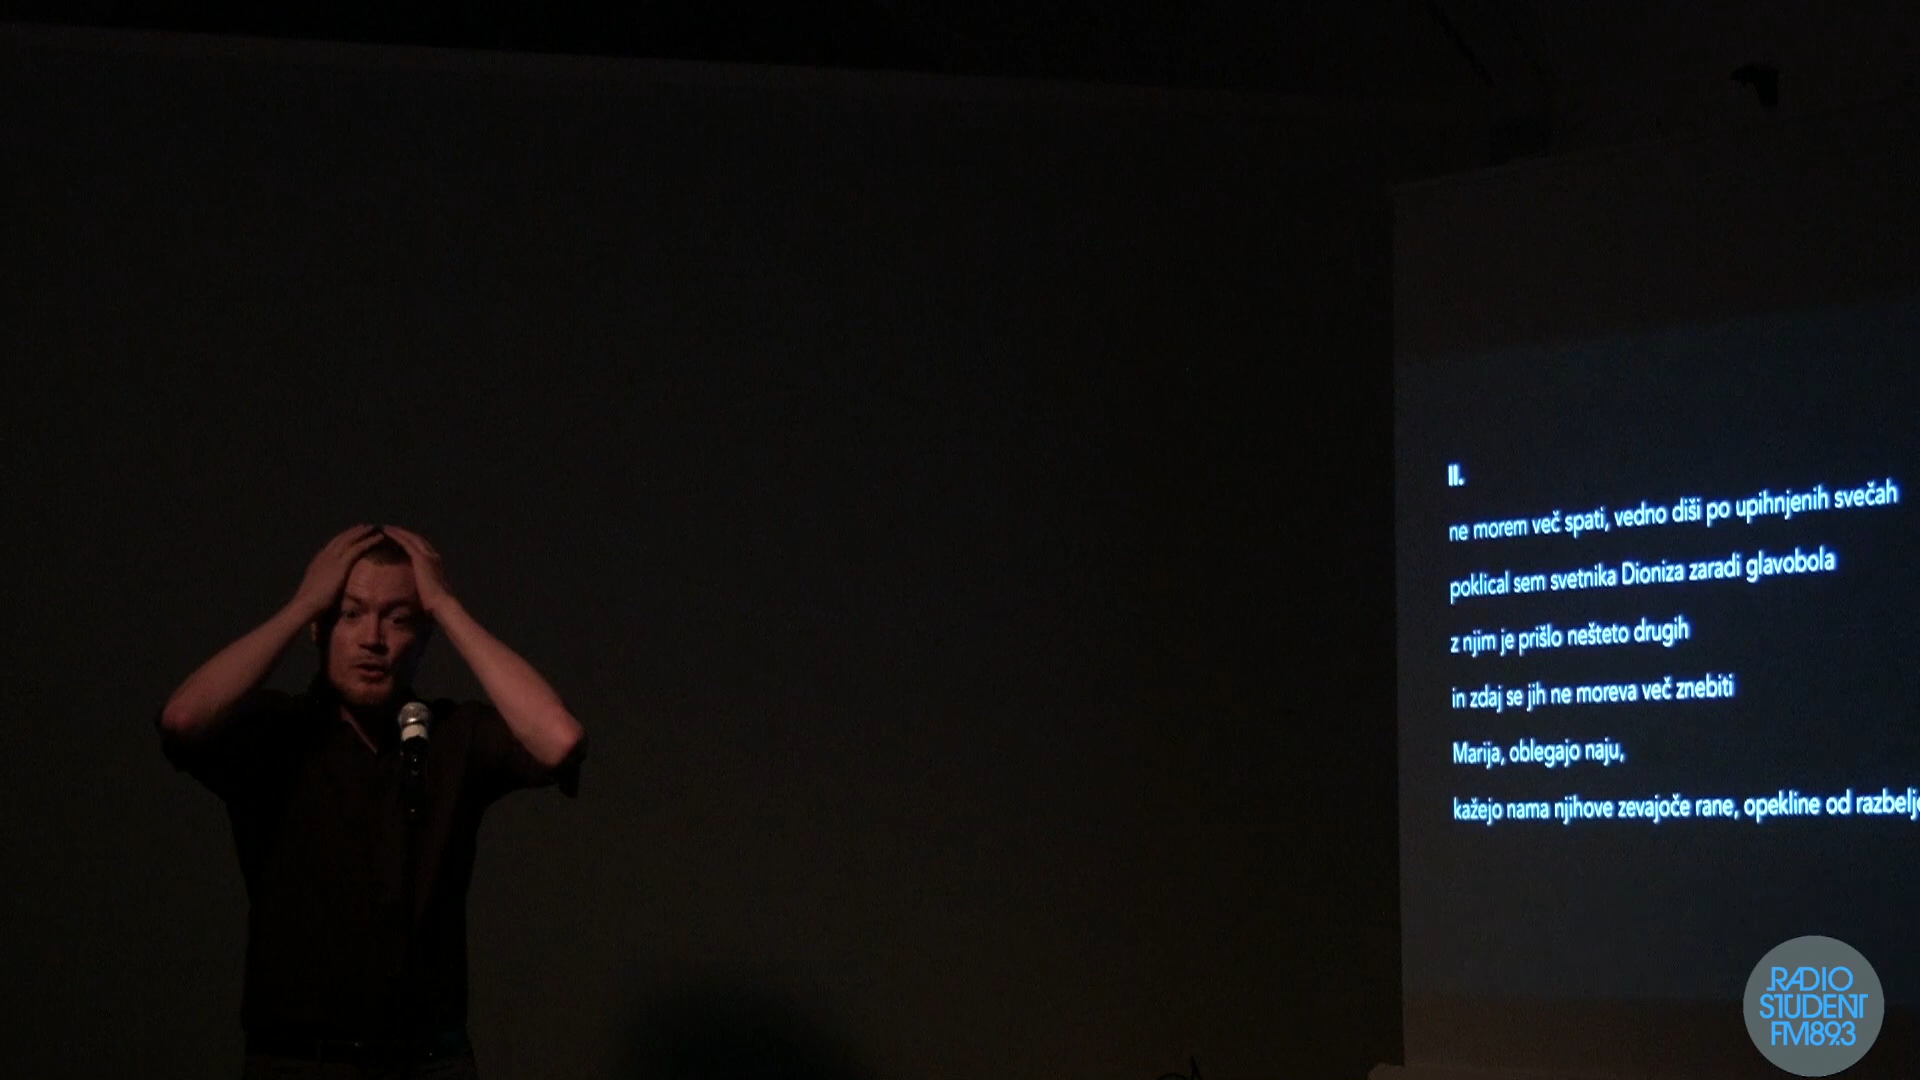 II.
ne morem več spati, vedno diši po upihnjenih svečah
poklical sem svetnika Dioniza zaradi glavobola
z njim je prišlo nešteto drugih
in zdaj se jih ne moreva več znebiti
Marija, oblegajo naju,
kažejo nama njihove zevajoče rane, opekline od
RADIO
STUDENT
FM89.3